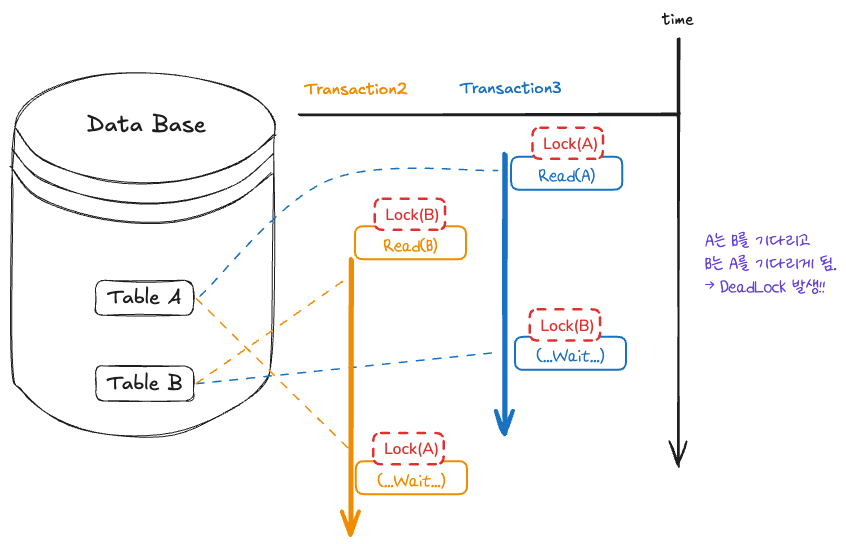 time
Transaction2
Transaction3
Data Base
Lock(A)
Read(A)
Lock(B)
Read(B)
A는 B를 기다리고
B는 A를 기다리게 됨.
→ DeadLock 발생!!
Table A
Lock(B)
(...Wait...)
Table B
Lock(A)
(...Wait...)